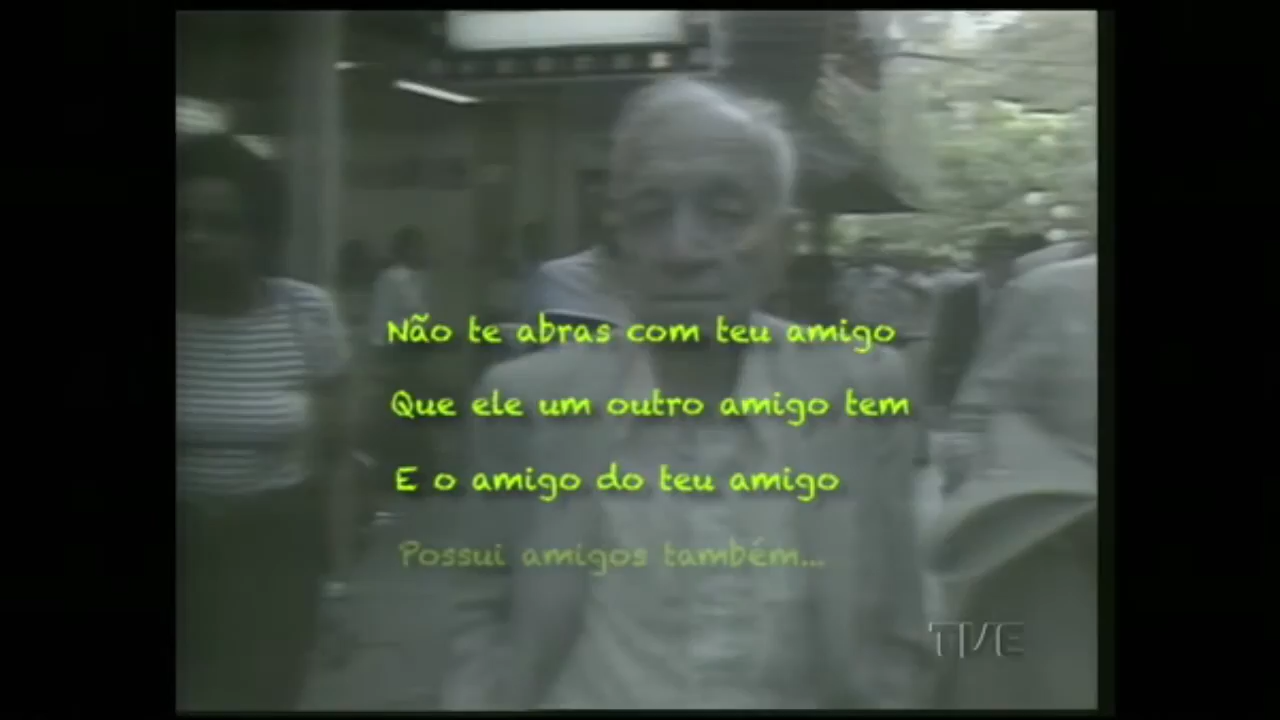 Não te abras com teu amigo
Que ele um outro amigo tem
E o amigo do teu amigo
Possui amigos também...
TVE